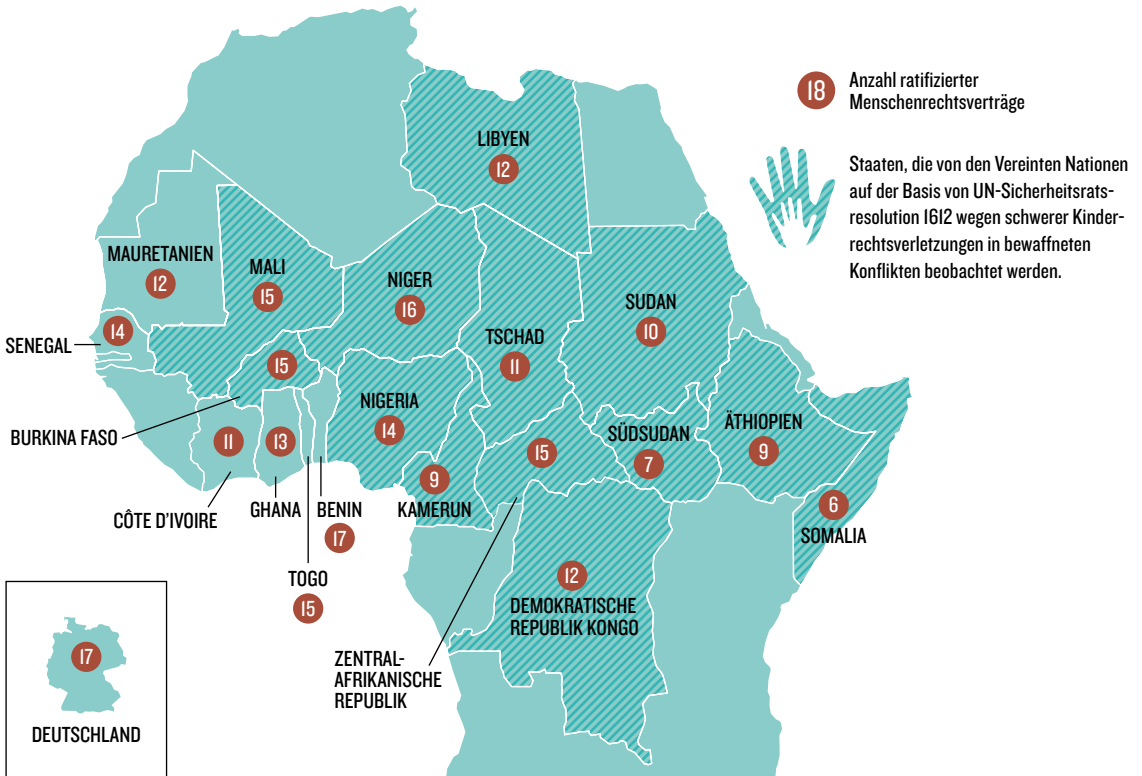 18
Anzahl ratifizierter
Menschenrechtsverträge
Staaten, die von den Vereinten Nationen
auf der Basis von UN-Sicherheitsrats-
resolution 1612 wegen schwerer Kinder-
rechtsverletzungen in bewaffneten
Konflikten beobachtet werden.
LIBYEN
12
MAURETANIEN
12
MALI
15
NIGER
16
SUDAN
10
TSCHAD
11
14
SENEGAL
15
BURKINA FASO
NIGERIA
14
ÄTHIOPIEN
9
SÜDSUDAN
7
15
11
13
9
KAMERUN
CÔTE D'IVOIRE
GHANA
BENIN
17
6
SOMALIA
TOGO
15
12
DEMOKRATISCHE
REPUBLIK KONGO
ZENTRAL-
AFRIKANISCHE
REPUBLIK
17
DEUTSCHLAND